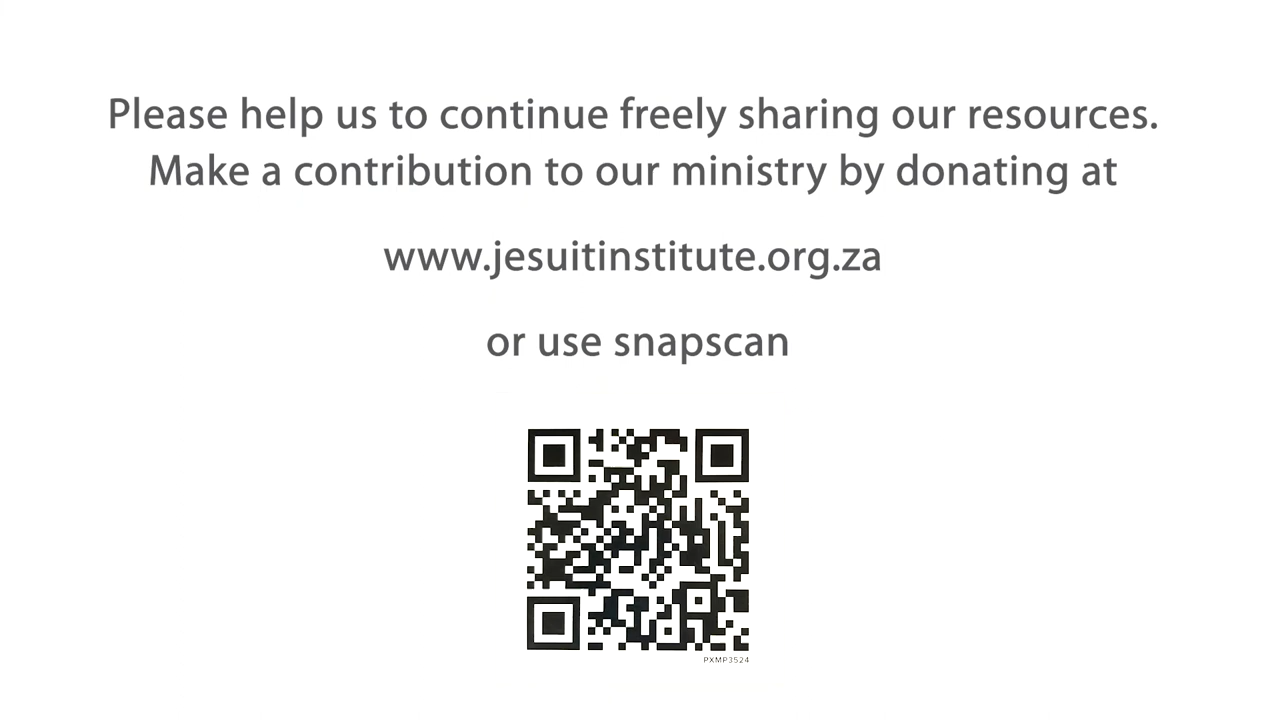 Please help us to continue freely sharing our resources.
Make a contribution to our ministry by donating at
www.jesuitinstitute.org.za
or use snapscan
PXMP3524